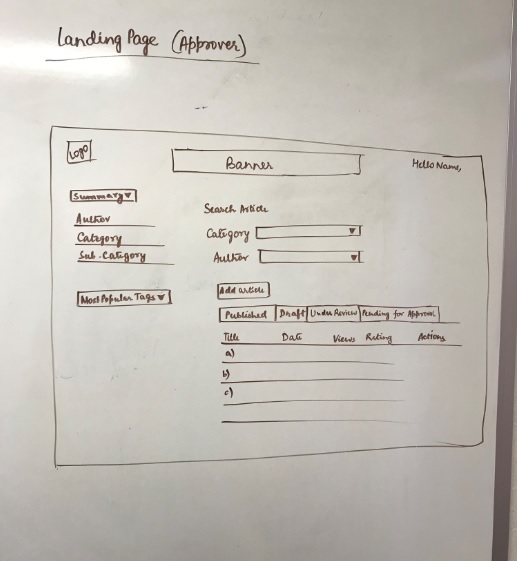 Landing Page (Approver)
Logo
Banner
Hello Name,
Summary
Author
Category
Sub-Category
Most Popular Tags
Search Article
Category
Author
Add article
Published Draft Under Review Pending for Approval
Title Date Views Rating Actions
a)
b)
c)